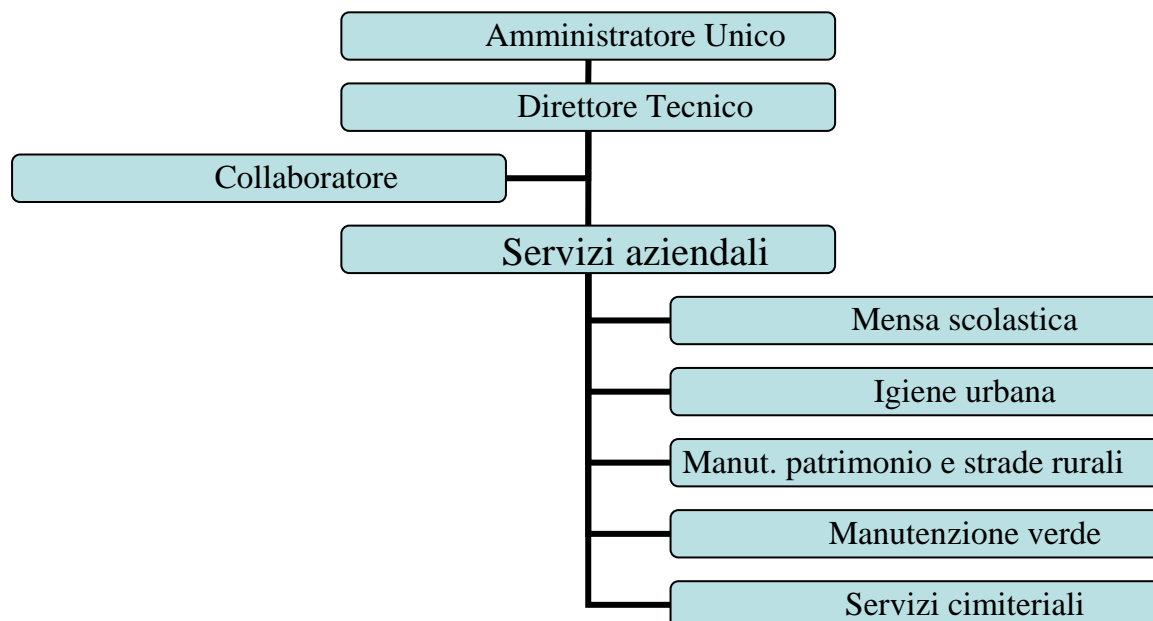 Amministratore Unico
Direttore Tecnico
Collaboratore
Servizi aziendali
Mensa scolastica
Igiene urbana
Manut. patrimonio e strade rurali
Manutenzione verde
Servizi cimiteriali